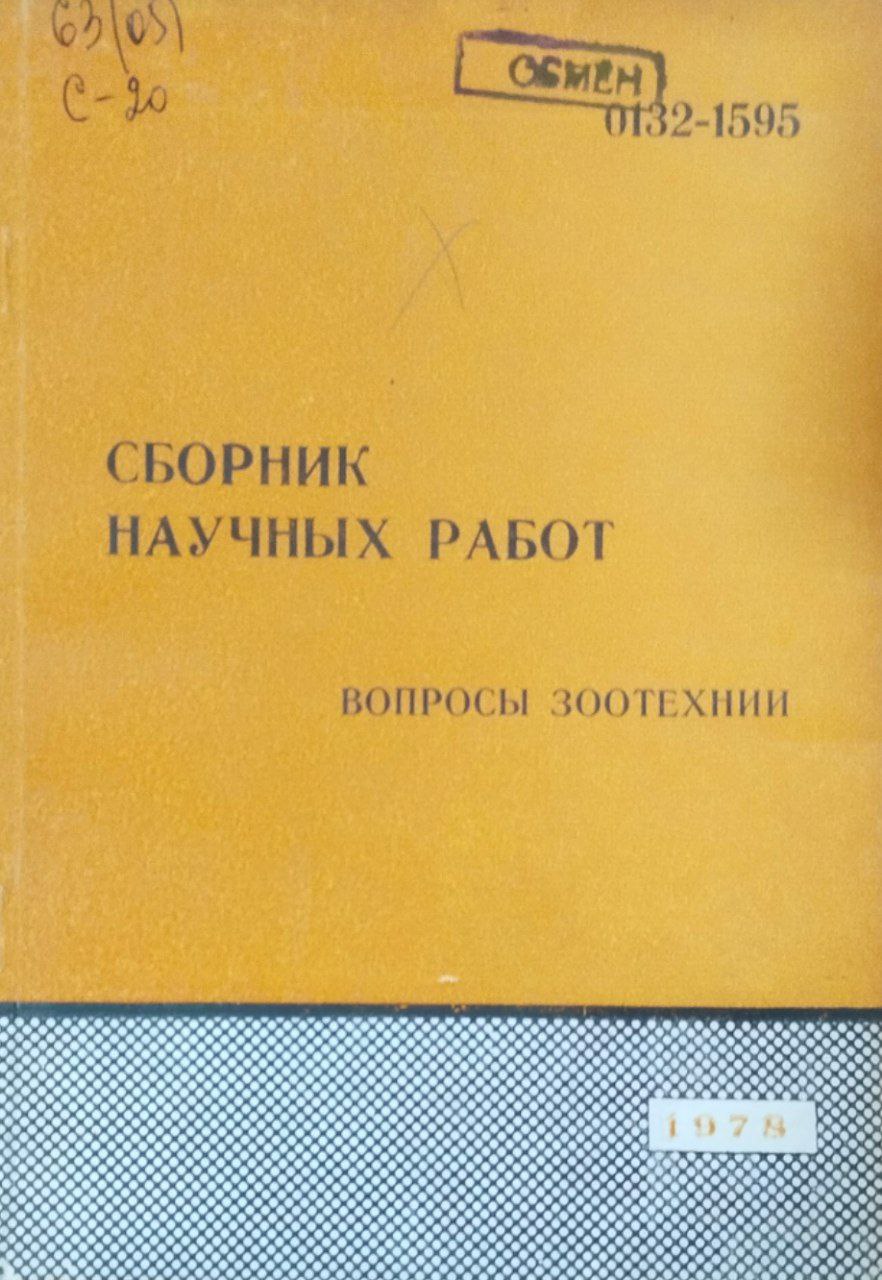 63(05)
С-20
ОБМЕН
0132-1595
СБОРНИК
НАУЧНЫХ РАБОТ
ВОПРОСЫ ЗООТЕХНИИ
1978